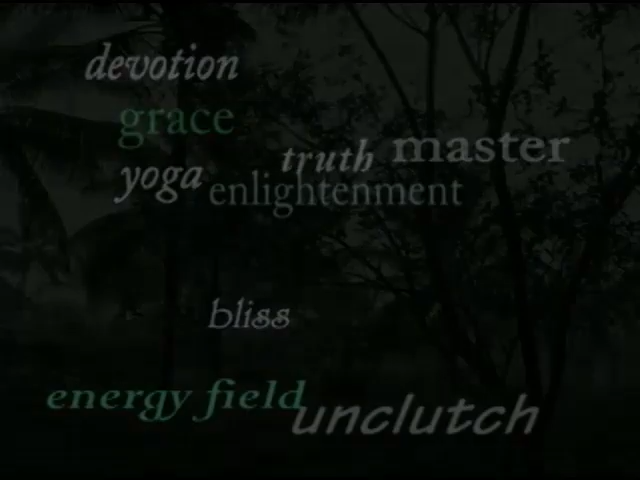 devotion
grace
truth master
yoga enlightenment
bliss
energy field
unclutch